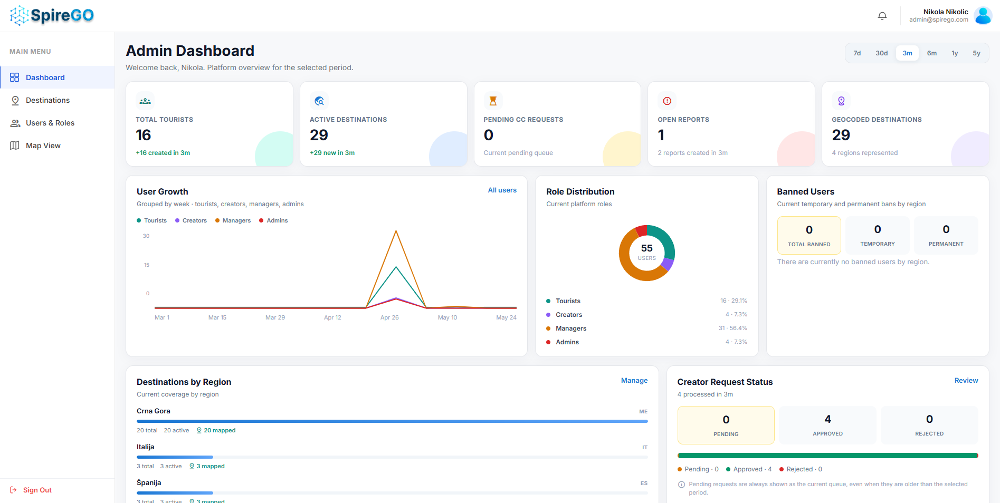 SpireGO
Nikola Nikolic
admin@spirego.com
MAIN MENU
Dashboard
Destinations
Users & Roles
Map View
Sign Out
Admin Dashboard
Welcome back, Nikola. Platform overview for the selected period.
7d 30d 3m 6m 1y 5y
TOTAL TOURISTS
16
+16 created in 3m
ACTIVE DESTINATIONS
29
+29 new in 3m
PENDING CC REQUESTS
0
Current pending queue
OPEN REPORTS
1
2 reports created in 3m
GEOCODED DESTINATIONS
29
4 regions represented
User Growth
All users
Grouped by week · tourists, creators, managers, admins
Tourists Creators Managers Admins
30
15
0
Mar 1 Mar 15 Mar 29 Apr 12 Apr 26 May 10 May 24
Role Distribution
Current platform roles
55
USERS
Tourists 16 · 29.1%
Creators 4 · 7.3%
Managers 31 · 56.4%
Admins 4 · 7.3%
Banned Users
Current temporary and permanent bans by region
0
TOTAL BANNED
0
TEMPORARY
0
PERMANENT
There are currently no banned users by region.
Destinations by Region
Manage
Current coverage by region
Crna Gora ME
20 total 20 active 20 mapped
Italija IT
3 total 3 active 3 mapped
Španija ES
3 total 3 active 3 mapped
Creator Request Status
Review
4 processed in 3m
0
PENDING
4
APPROVED
0
REJECTED
Pending · 0 Approved · 4 Rejected · 0
Pending requests are always shown as the current queue, even when they are older than the selected
period.